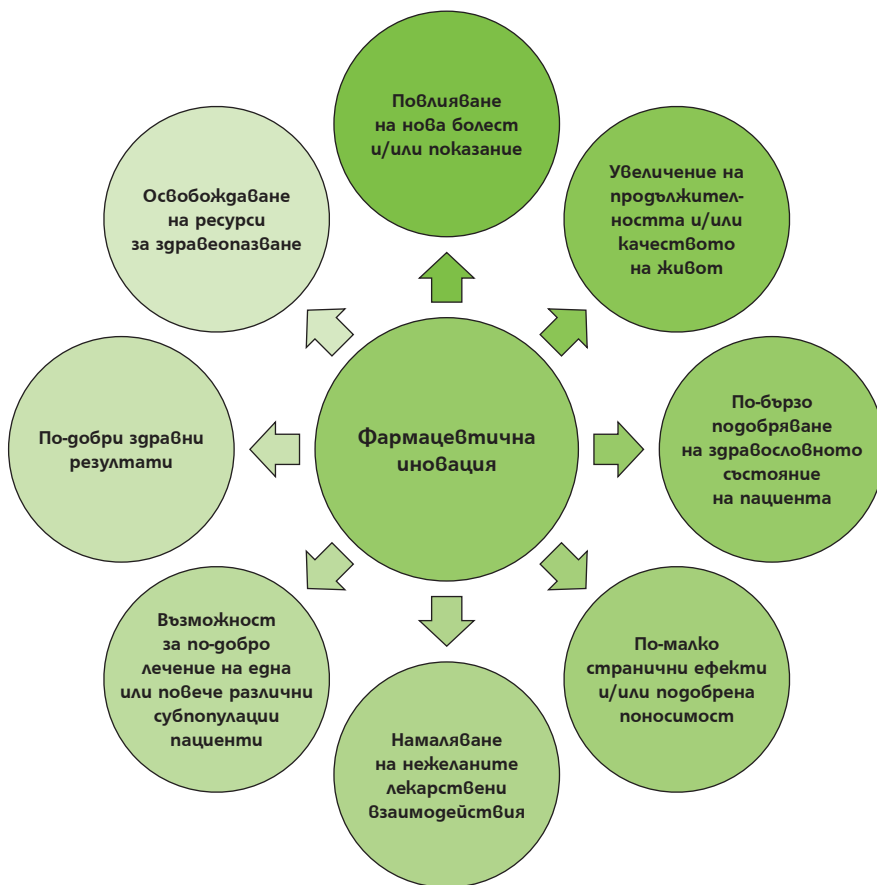 Повлияване
на нова болест
и/или показание
Увеличение на
продължител-
ността и/или
качеството
на живот
По-бързо
подобряване
на здравословното
състояние
на пациента
По-малко
странични ефекти
и/или подобрена
поносимост
Намаляване
на нежеланите
лекарствени
взаимодействия
Възможност
за по-добро
лечение на една
или повече различни
субпопулации
пациенти
По-добри здравни
резултати
Освобождаване
на ресурси
за здравеопазване
Фармацевтична
иновация